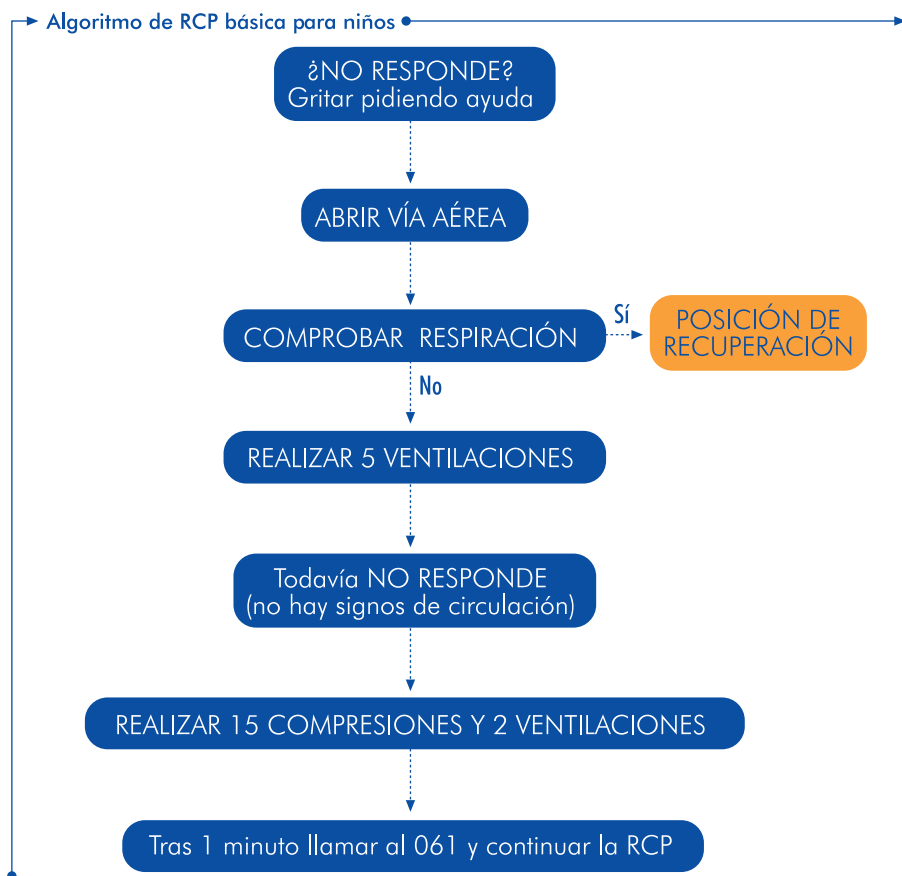 Algoritmo de RCP básica para niños
¿NO RESPONDE?
Gritar pidiendo ayuda
ABRIR VÍA AÉREA
COMPROBAR RESPIRACIÓN
Sí
POSICIÓN DE
RECUPERACIÓN
No
REALIZAR 5 VENTILACIONES
Todavía NO RESPONDE
(no hay signos de circulación)
REALIZAR 15 COMPRESIONES Y 2 VENTILACIONES
Tras 1 minuto llamar al 061 y continuar la RCP